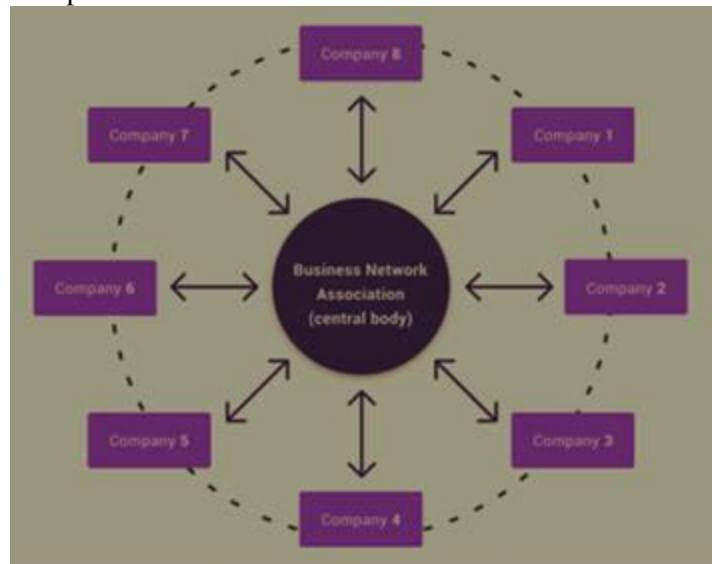 Company 8
Company 7
Company 1
Business Network
Association
(central body)
Company 6
Company 2
Company 5
Company 3
Company 4